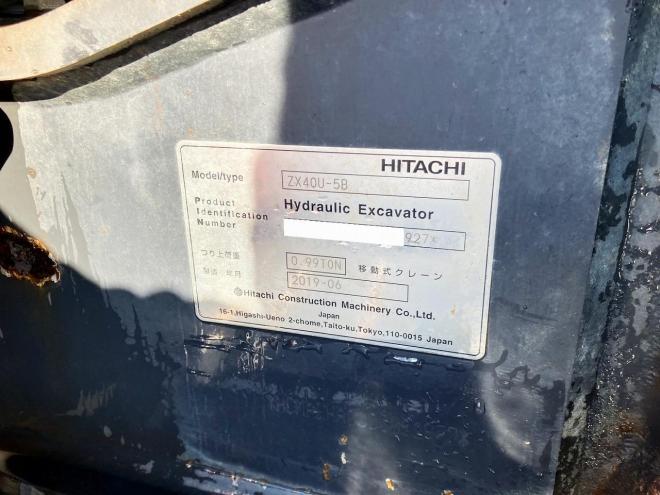 HITACHI
Model/type ZX40U-5B
Hydraulic Excavator
Product
Identification
Number 927*
つり上荷重 0.99TON 移動式クレーン
製造 年月 2019-06
Hitachi Construction Machinery Co.,Ltd.
Japan
16-1,Higashi-Ueno 2-chome,Taito-ku,Tokyo,110-0015 Japan